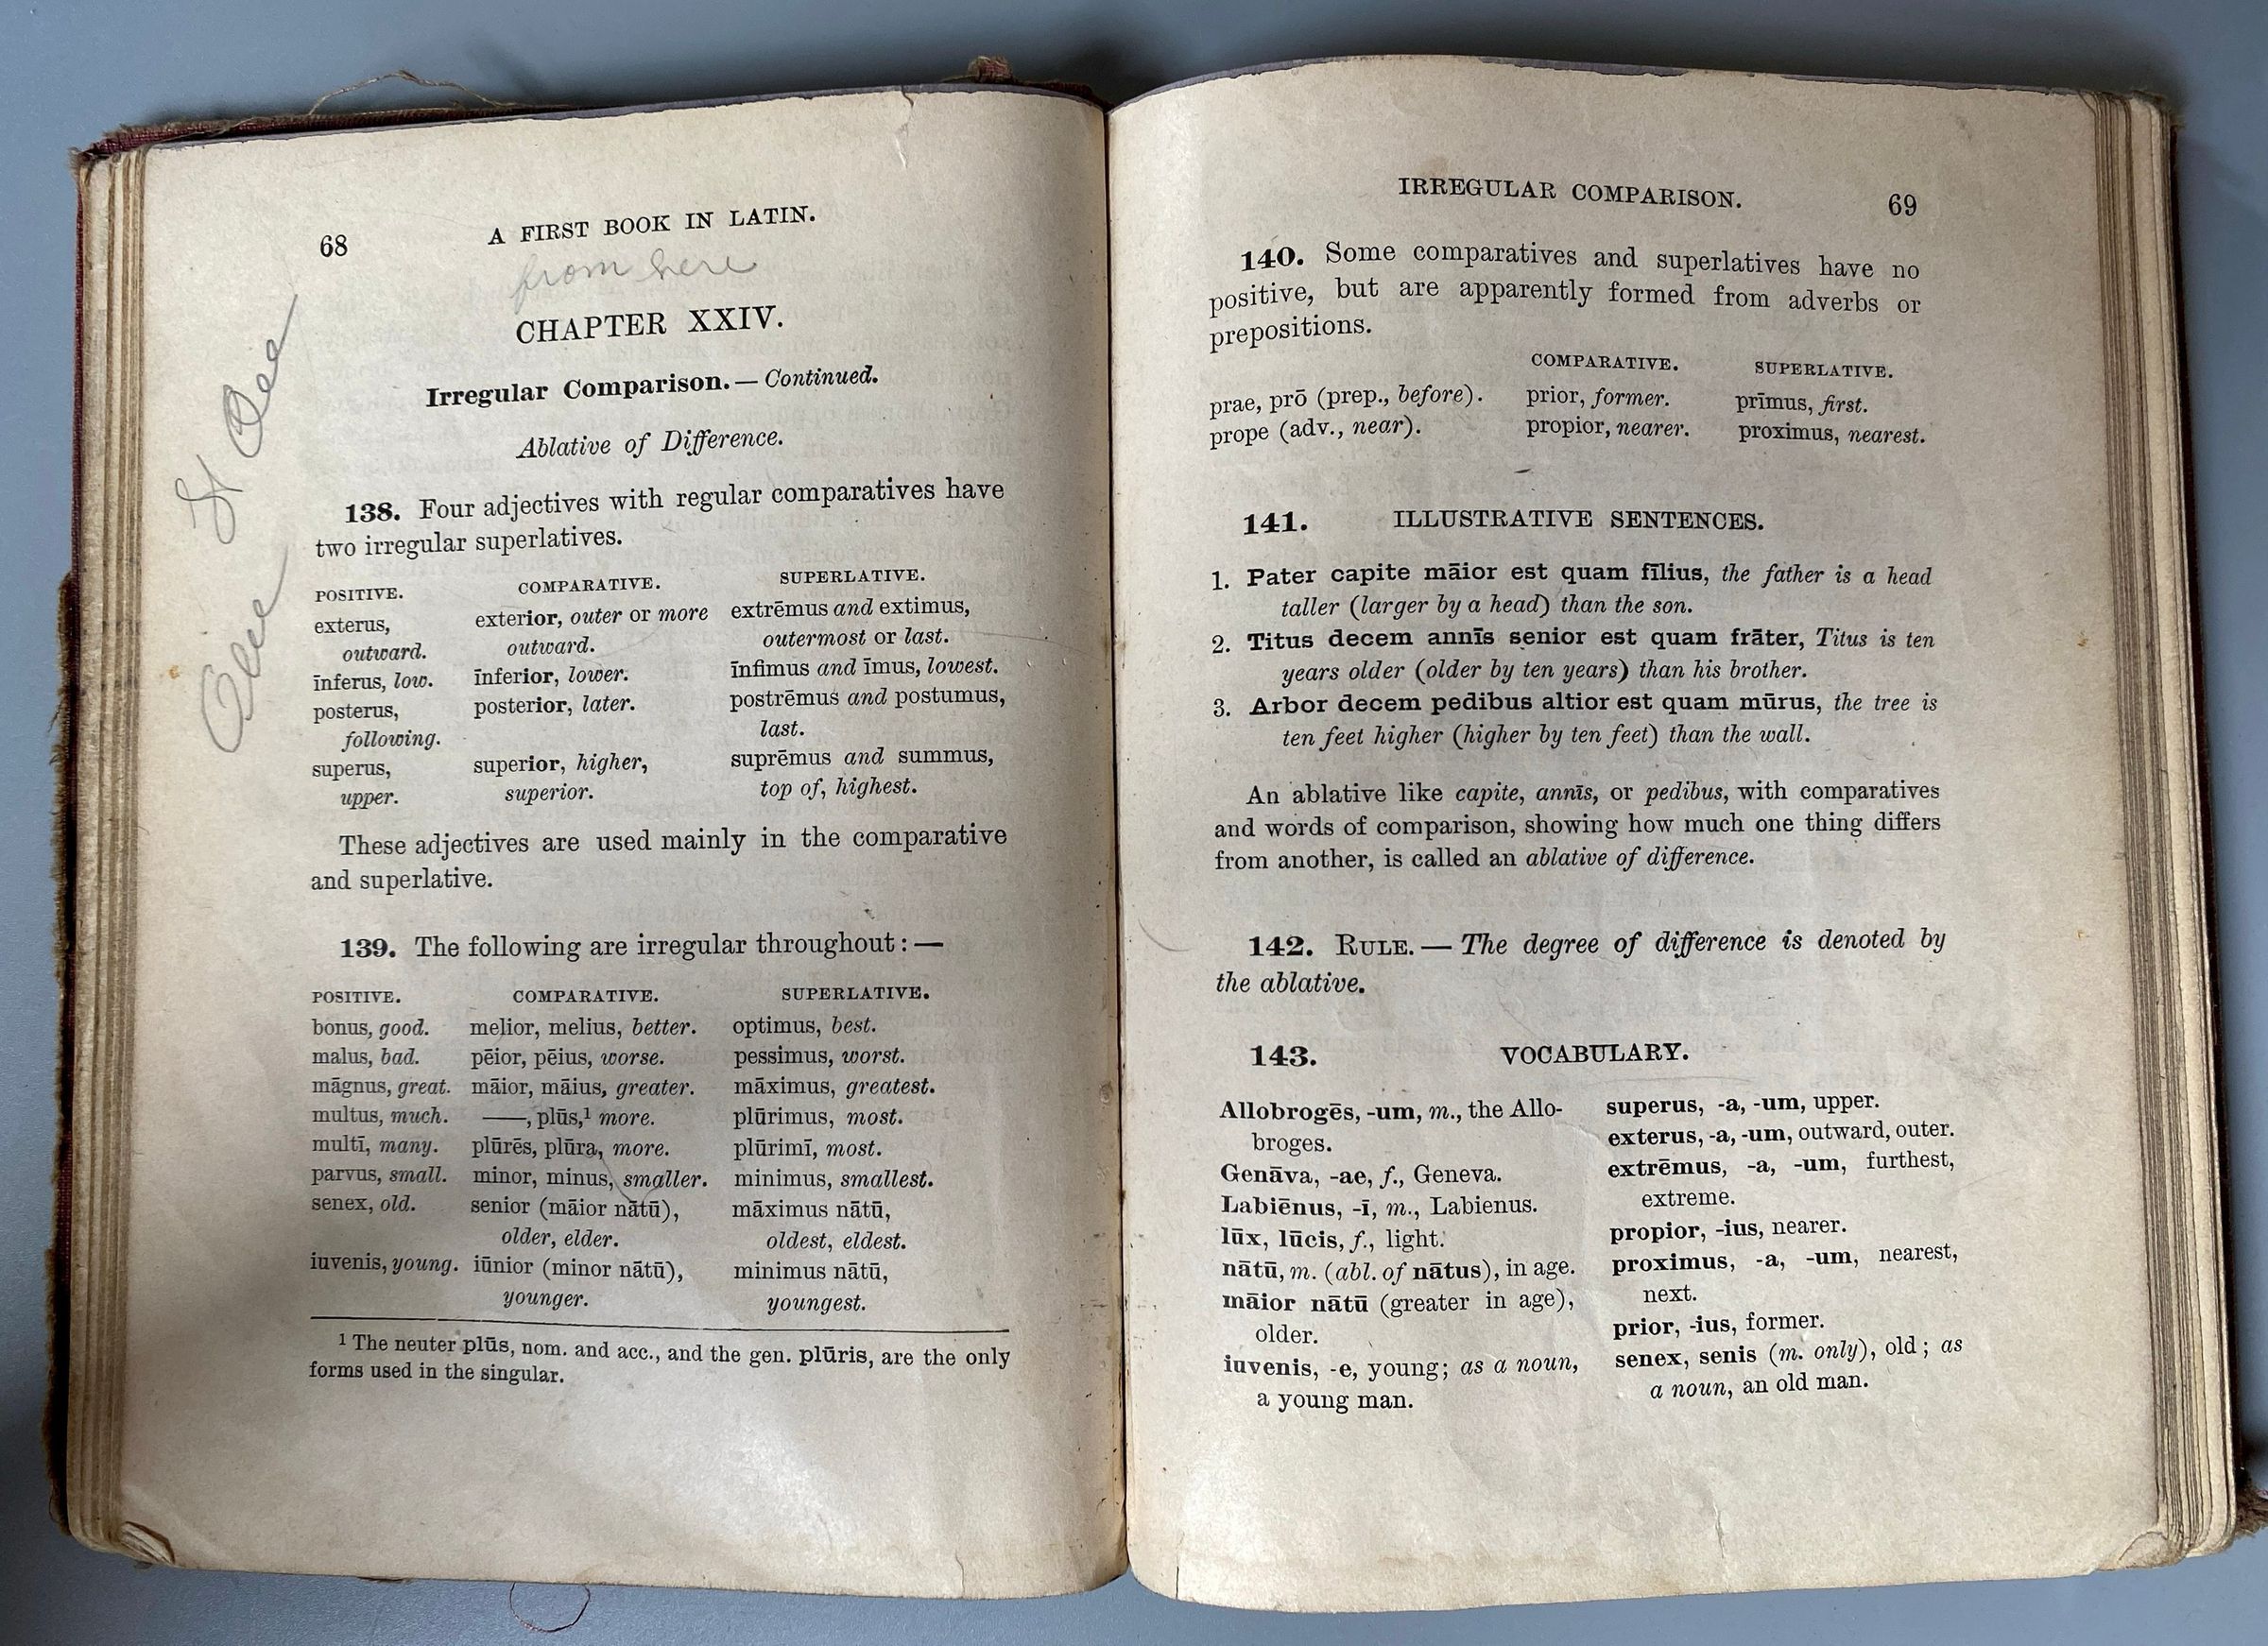 68 A FIRST BOOK IN LATIN.
from here
CHAPTER XXIV.
Irregular Comparison. — Continued.
Ablative of Difference.
138. Four adjectives with regular comparatives have
two irregular superlatives.
POSITIVE. COMPARATIVE. SUPERLATIVE.
exterus, exterior, outer or more extrēmus and extimus,
outward. outward. outermost or last.
īnferus, low. īnferior, lower. īnfimus and īmus, lowest.
posterus, posterior, later. postrēmus and postumus,
following. last.
superus, superior, higher, suprēmus and summus,
upper. superior. top of, highest.
These adjectives are used mainly in the comparative
and superlative.
139. The following are irregular throughout: —
POSITIVE. COMPARATIVE. SUPERLATIVE.
bonus, good. melior, melius, better. optimus, best.
malus, bad. pēior, pēius, worse. pessimus, worst.
māgnus, great. māior, māius, greater. māximus, greatest.
multus, much. ——, plūs,¹ more. plūrimus, most.
multī, many. plūrēs, plūra, more. plūrimī, most.
parvus, small. minor, minus, smaller. minimus, smallest.
senex, old. senior (māior nātū), māximus nātū,
older, elder. oldest, eldest.
iuvenis, young. iūnior (minor nātū), minimus nātū,
younger. youngest.
¹ The neuter plūs, nom. and acc., and the gen. plūris, are the only
forms used in the singular.
IRREGULAR COMPARISON. 69
140. Some comparatives and superlatives have no
positive, but are apparently formed from adverbs or
prepositions.
COMPARATIVE. SUPERLATIVE.
prae, prō (prep., before). prior, former. prīmus, first.
prope (adv., near). propior, nearer. proximus, nearest.
141. ILLUSTRATIVE SENTENCES.
1. Pater capite māior est quam fīlius, the father is a head
taller (larger by a head) than the son.
2. Titus decem annīs senior est quam frāter, Titus is ten
years older (older by ten years) than his brother.
3. Arbor decem pedibus altior est quam mūrus, the tree is
ten feet higher (higher by ten feet) than the wall.
An ablative like capite, annīs, or pedibus, with comparatives
and words of comparison, showing how much one thing differs
from another, is called an ablative of difference.
142. RULE. — The degree of difference is denoted by
the ablative.
143. VOCABULARY.
Allobrogēs, -um, m., the Allo-
broges.
Genāva, -ae, f., Geneva.
Labiēnus, -ī, m., Labienus.
lūx, lūcis, f., light.
nātū, m. (abl. of nātus), in age.
māior nātū (greater in age),
older.
iuvenis, -e, young; as a noun,
a young man.
superus, -a, -um, upper.
exterus, -a, -um, outward, outer.
extrēmus, -a, -um, furthest,
extreme.
propior, -ius, nearer.
proximus, -a, -um, nearest,
next.
prior, -ius, former.
senex, senis (m. only), old; as
a noun, an old man.